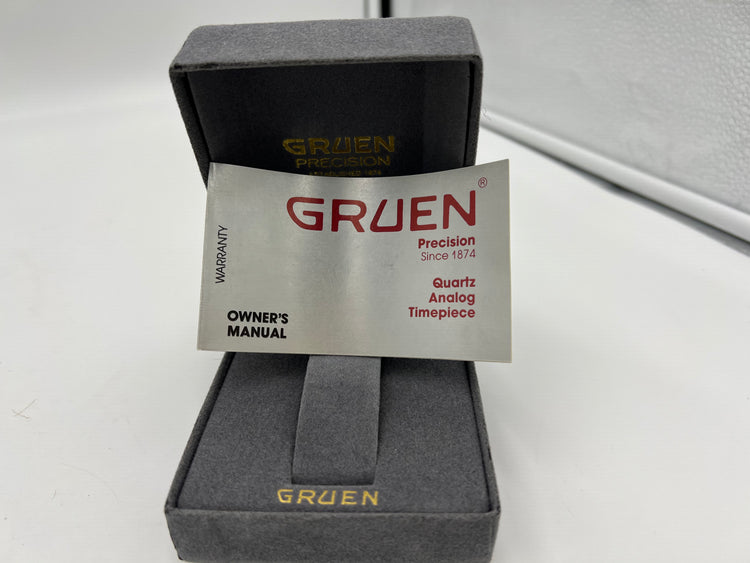 GRUEN
PRECISION
ESTABLISHED 1874
GRUEN®
Precision
Since 1874
Quartz
Analog
Timepiece
WARRANTY
OWNER'S
MANUAL
GRUEN